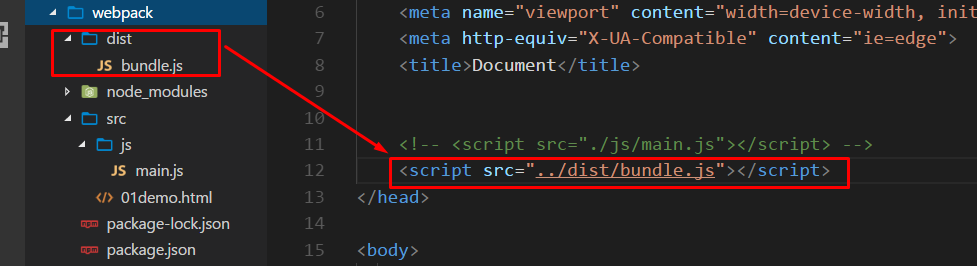 webpack
dist
JS bundle.js
node_modules
src
js
JS main.js
<> 01demo.html
npm package-lock.json
npm package.json
6 <meta name="viewport" content="width=device-width, init
7 <meta http-equiv="X-UA-Compatible" content="ie=edge">
8 <title>Document</title>
9
10
11 <!-- <script src="./js/main.js"></script> -->
12 <script src="../dist/bundle.js"></script>
13 </head>
14
15 <body>